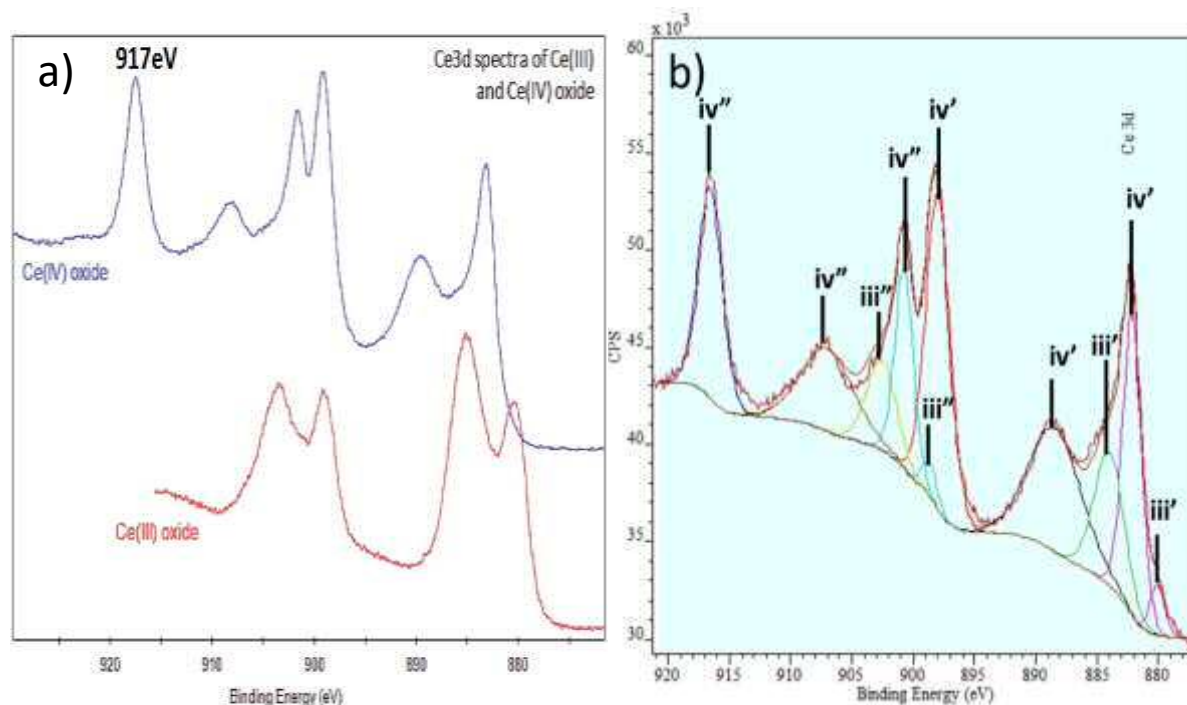 a)
917eV
Ce3d spectra of Ce(III)
and Ce(IV) oxide
Ce(IV) oxide
Ce(III) oxide
920 910 900 890 880
Binding Energy (eV)
x 10³
b)
60
55
50
45
40
35
30
CPS
Ce 3d
iv”
iv”
iii”
iv”
iii”
iv’
iv’
iii’
iv’
iii’
920 915 910 905 900 895 890 885 880
Binding Energy (eV)